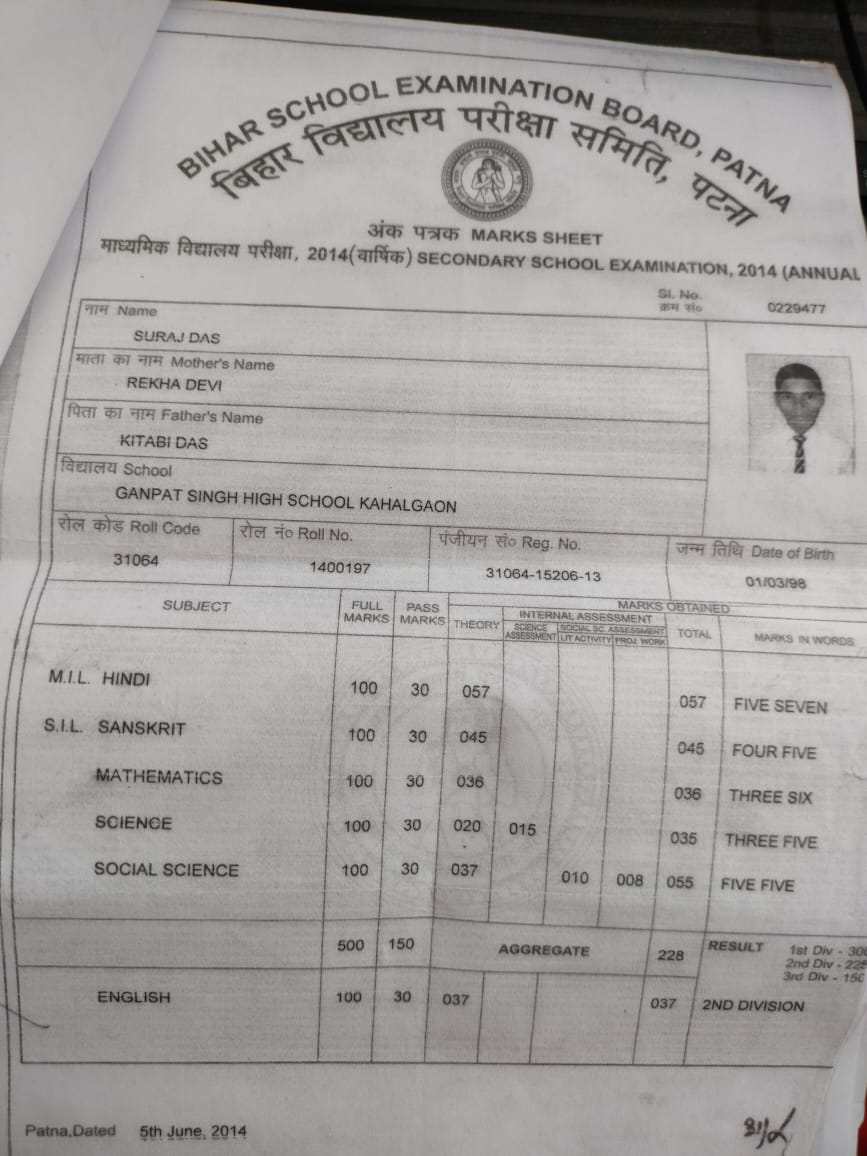 BIHAR SCHOOL EXAMINATION BOARD, PATNA
बिहार विद्यालय परीक्षा समिति, पटना
अंक पत्रक MARKS SHEET
माध्यमिक विद्यालय परीक्षा, 2014(वार्षिक) SECONDARY SCHOOL EXAMINATION, 2014 (ANNUAL
Sl. No.
क्रम सं० 0229477
नाम Name
SURAJ DAS
माता का नाम Mother's Name
REKHA DEVI
पिता का नाम Father's Name
KITABI DAS
विद्यालय School
GANPAT SINGH HIGH SCHOOL KAHALGAON
रोल कोड Roll Code रोल नं० Roll No. पंजीयन सं० Reg. No. जन्म तिथि Date of Birth
31064 1400197 31064-15206-13 01/03/98
SUBJECT FULL MARKS PASS MARKS MARKS OBTAINED
THEORY INTERNAL ASSESSMENT TOTAL MARKS IN WORDS
SCIENCE ASSESSMENT SOCIAL SC. ASSESSMENT
LIT ACTIVITY PROJ. WORK
M.I.L. HINDI 100 30 057 057 FIVE SEVEN
S.I.L. SANSKRIT 100 30 045 045 FOUR FIVE
MATHEMATICS 100 30 036 036 THREE SIX
SCIENCE 100 30 020 015 035 THREE FIVE
SOCIAL SCIENCE 100 30 037 010 008 055 FIVE FIVE
500 150 AGGREGATE 228 RESULT 1st Div - 300
2nd Div - 225
3rd Div - 150
ENGLISH 100 30 037 037 2ND DIVISION
Patna,Dated 5th June, 2014